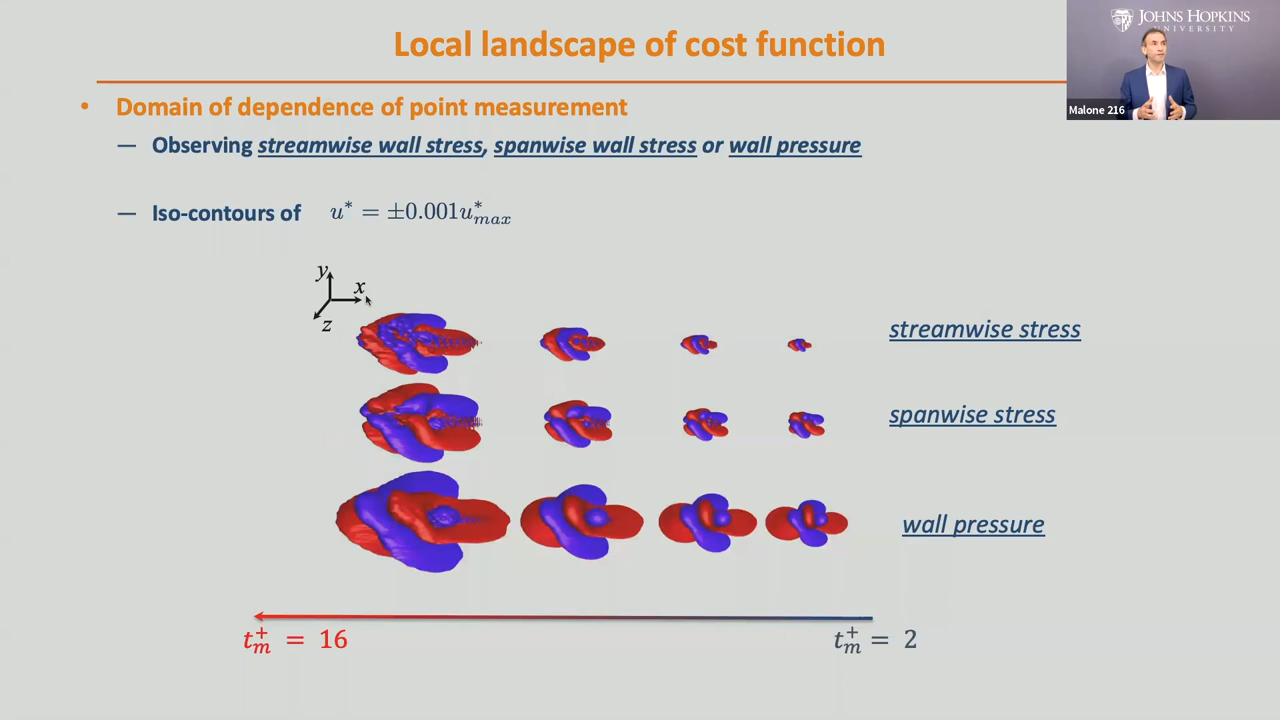 Local landscape of cost function
JOHNS HOPKINS
UNIVERSITY
Malone 216
• Domain of dependence of point measurement
— Observing streamwise wall stress, spanwise wall stress or wall pressure
— Iso-contours of u* = ±0.001u*max
y
x
z
streamwise stress
spanwise stress
wall pressure
t+m = 16
t+m = 2